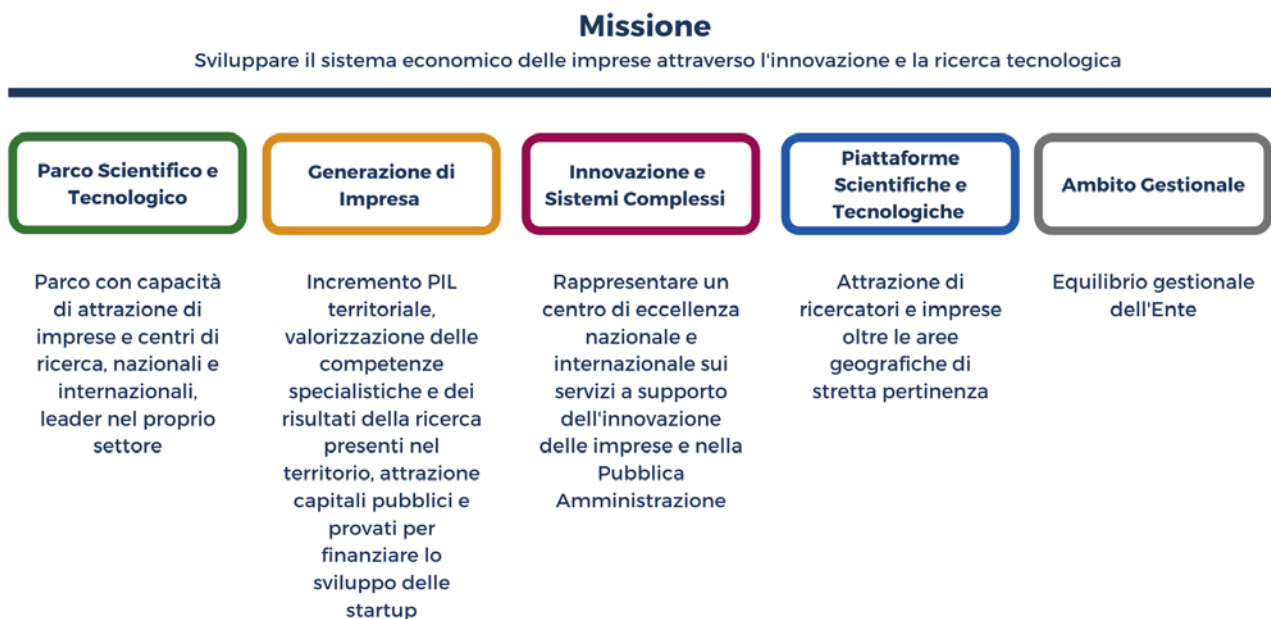 Missione
Sviluppare il sistema economico delle imprese attraverso l'innovazione e la ricerca tecnologica
Parco Scientifico e
Tecnologico
Parco con capacità
di attrazione di
imprese e centri di
ricerca, nazionali e
internazionali,
leader nel proprio
settore
Generazione di
Impresa
Incremento PIL
territoriale,
valorizzazione delle
competenze
specialistiche e dei
risultati della ricerca
presenti nel
territorio, attrazione
capitali pubblici e
provati per
finanziare lo
sviluppo delle
startup
Innovazione e
Sistemi Complessi
Rappresentare un
centro di eccellenza
nazionale e
internazionale sui
servizi a supporto
dell'innovazione
delle imprese e nella
Pubblica
Amministrazione
Piattaforme
Scientifiche e
Tecnologiche
Attrazione di
ricercatori e imprese
oltre le aree
geografiche di
stretta pertinenza
Ambito Gestionale
Equilibrio gestionale
dell'Ente